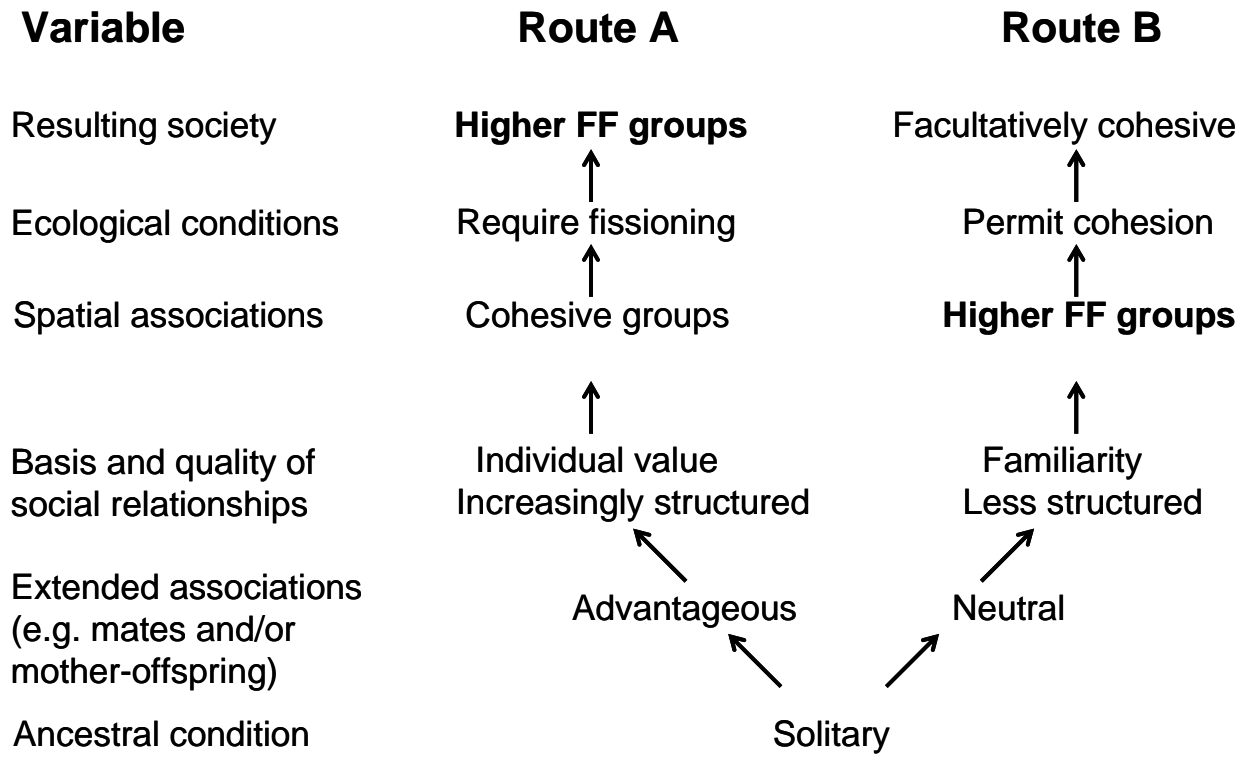 Variable Route A Route B
Resulting society Higher FF groups Facultatively cohesive
Ecological conditions Require fissioning Permit cohesion
Spatial associations Cohesive groups Higher FF groups
Basis and quality of
social relationships
Individual value
Increasingly structured
Familiarity
Less structured
Extended associations
(e.g. mates and/or
mother-offspring)
Advantageous Neutral
Ancestral condition Solitary